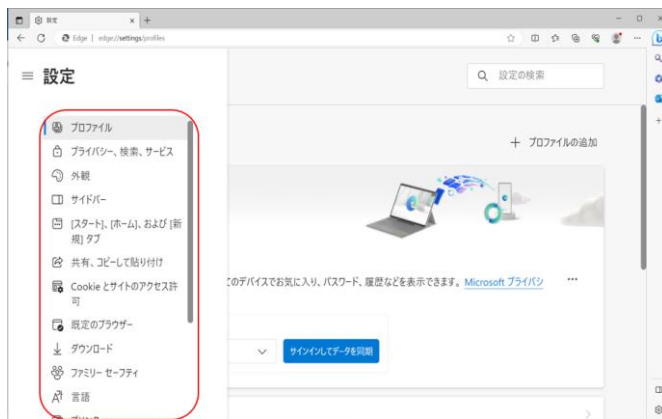 設定
Edge | edge://settings/profiles
設定
設定の検索
プロファイル
プライバシー、検索、サービス
外観
サイドバー
[スタート]、[ホーム]、および [新
規] タブ
共有、コピーして貼り付け
Cookie とサイトのアクセス許
可
既定のブラウザー
ダウンロード
ファミリー セーフティ
言語
プロファイルの追加
てのデバイスでお気に入り、パスワード、履歴などを表示できます。 Microsoft プライバシ
サインインしてデータを同期